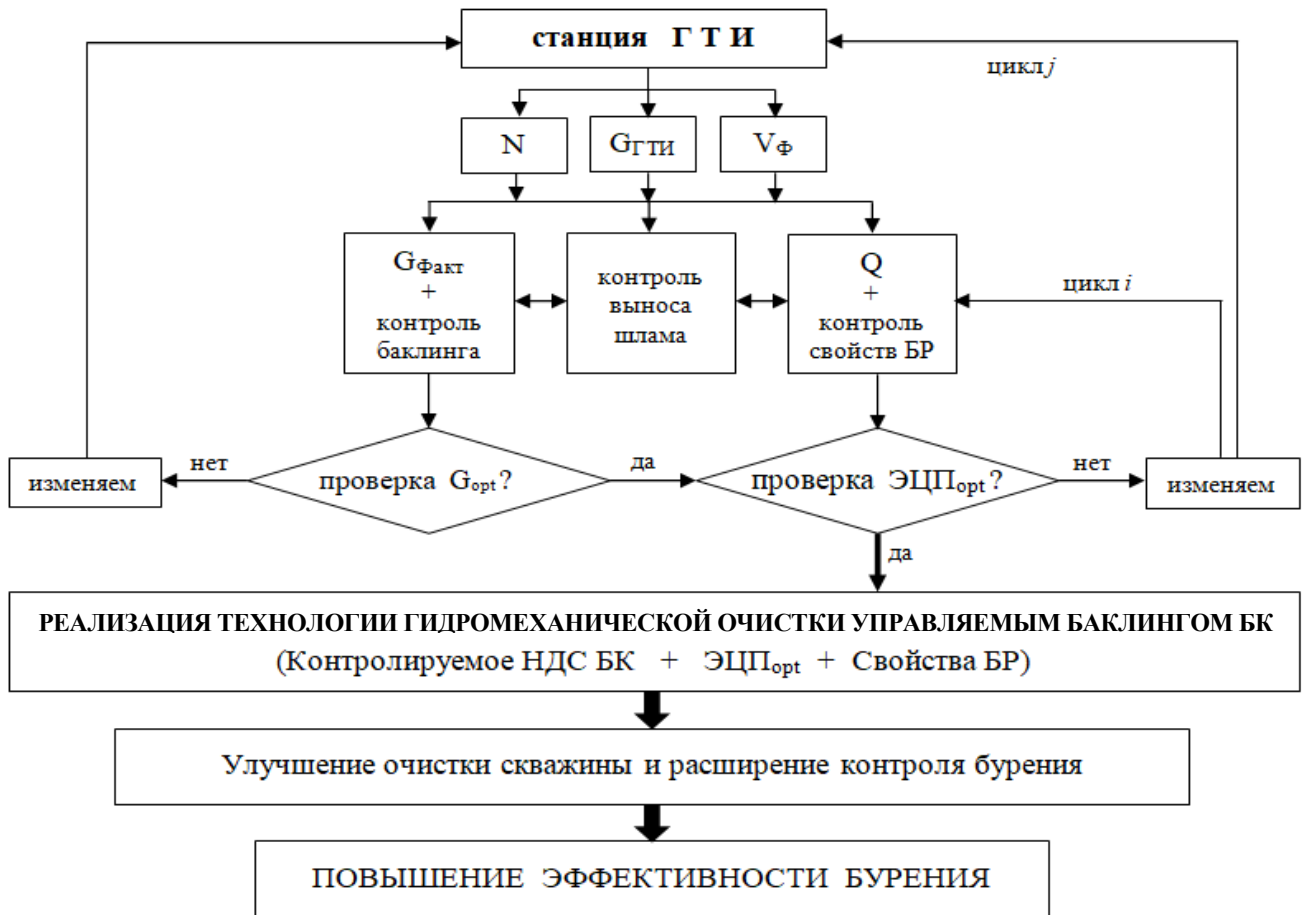 станция Г Т И
цикл j
N
GГТИ
VФ
GФакт
+
контроль
баклинга
контроль
выноса
шлама
Q
+
контроль
свойств БР
цикл i
изменяем
нет
проверка Gopt?
да
проверка ЭЦПopt?
нет
изменяем
да
РЕАЛИЗАЦИЯ ТЕХНОЛОГИИ ГИДРОМЕХАНИЧЕСКОЙ ОЧИСТКИ УПРАВЛЯЕМЫМ БАКЛИНГОМ БК
(Контролируемое НДС БК + ЭЦПopt + Свойства БР)
Улучшение очистки скважины и расширение контроля бурения
ПОВЫШЕНИЕ ЭФФЕКТИВНОСТИ БУРЕНИЯ